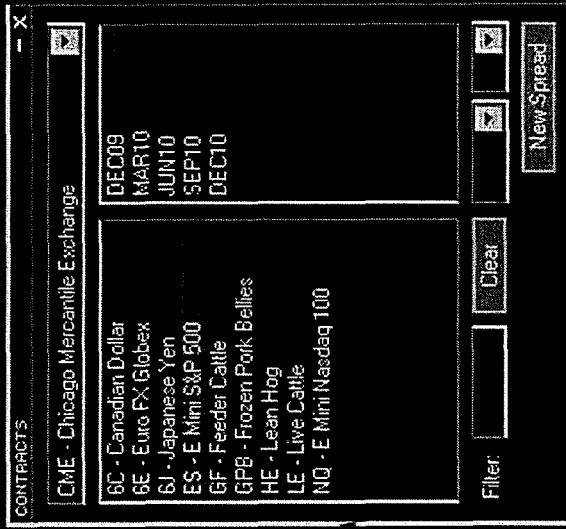 CONTRACTS
CME - Chicago Mercantile Exchange
6C - Canadian Dollar
6E - Euro FX Globex
6J - Japanese Yen
ES - E Mini S&P 500
GF - Feeder Cattle
GPB - Frozen Pork Bellies
HE - Lean Hog
LE - Live Cattle
NQ - E Mini Nasdaq 100
DEC09
MAR10
JUN10
SEP10
DEC10
Filter:
Clear
New Spread